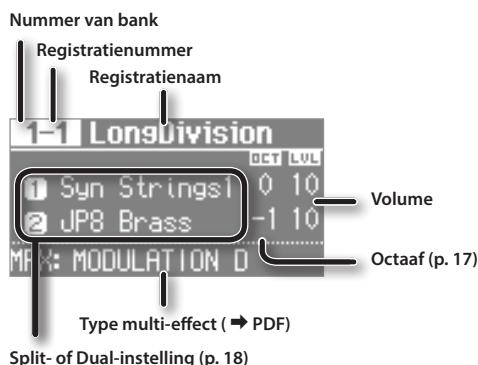 Nummer van bank
Registratienummer
Registratienaam
1-1 LongDivision
OCT LVL
1 Syn Strings1 0 10
2 JP8 Brass -1 10
MFX: MODULATION D
Volume
Octaaf (p. 17)
Type multi-effect ( ➡ PDF)
Split- of Dual-instelling (p. 18)